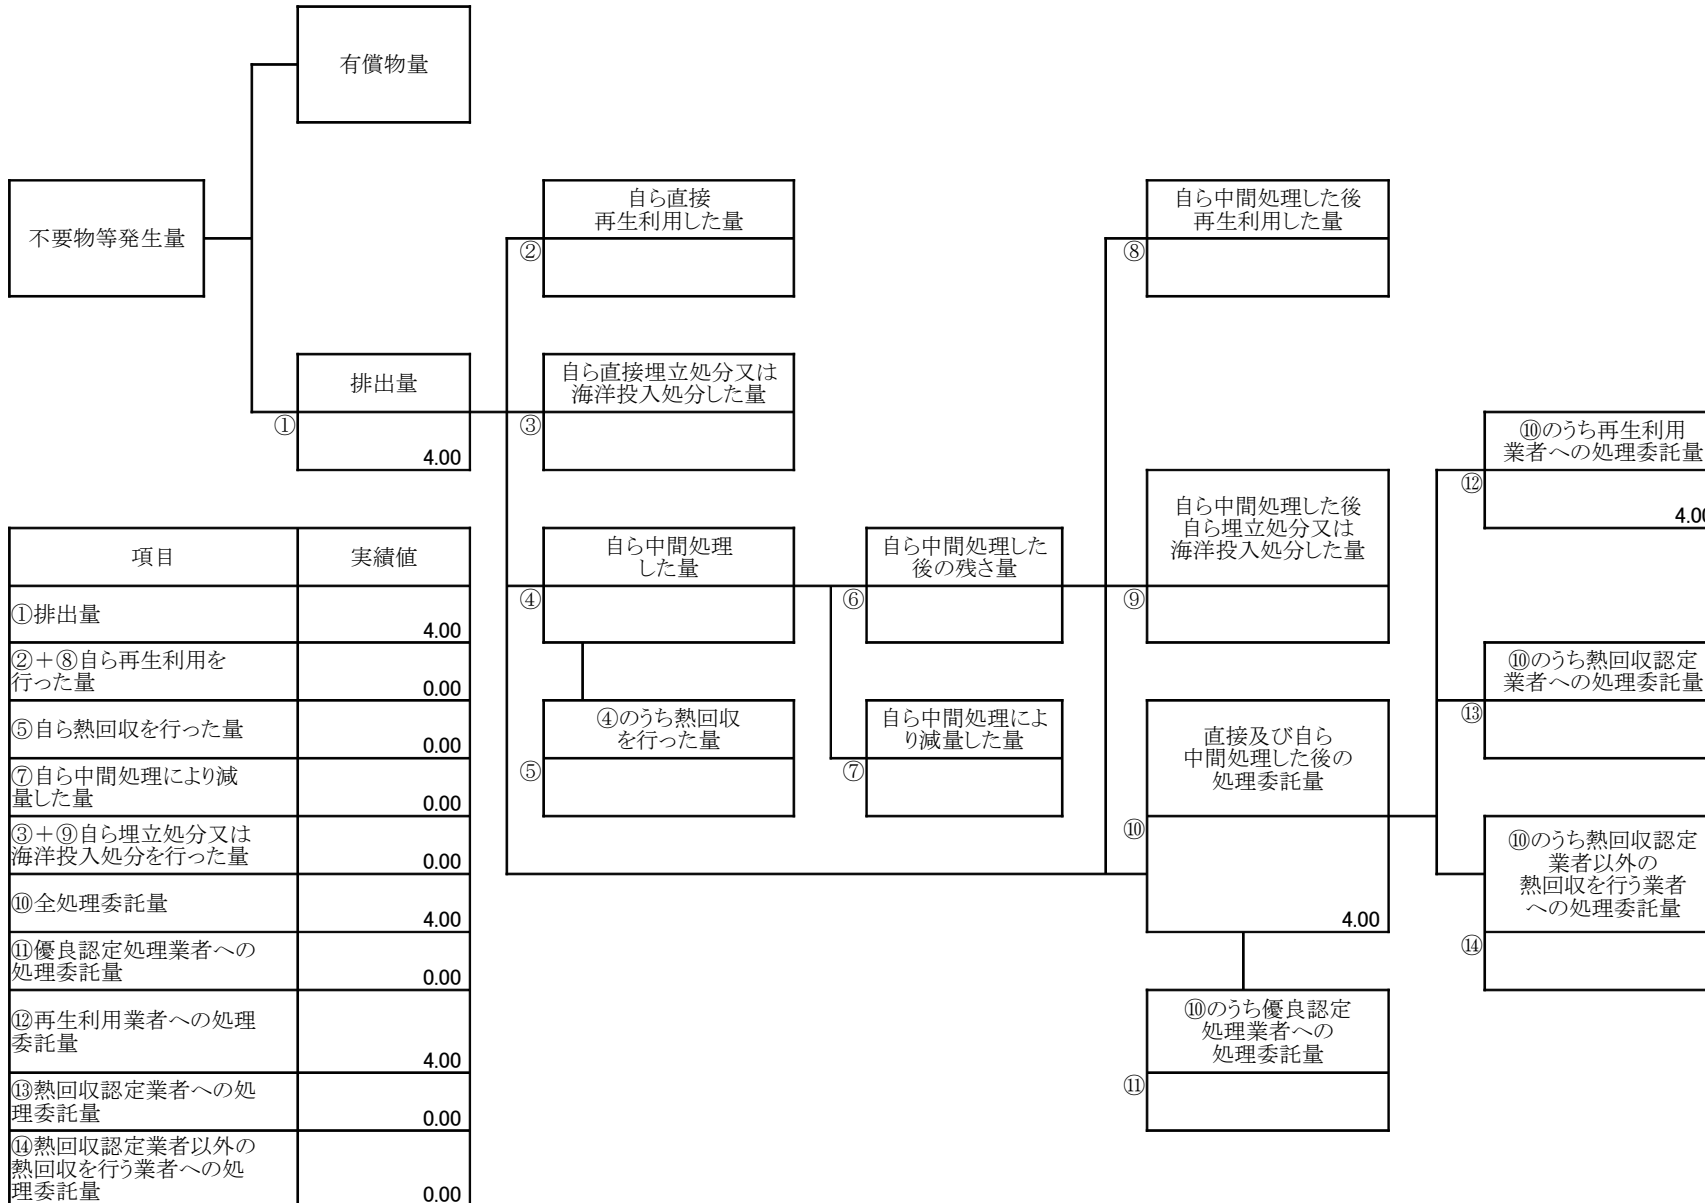 有償物量
不要物等発生量
自ら直接
再生利用した量
②
自ら中間処理した後
再生利用した量
⑧
排出量
①
4.00
自ら直接埋立処分又は
海洋投入処分した量
③
⑩のうち再生利用
業者への処理委託量
⑫
4.00
自ら中間処理した後
自ら埋立処分又は
海洋投入処分した量
⑨
自ら中間処理
した量
④
自ら中間処理した
後の残さ量
⑥
④のうち熱回収
を行った量
⑤
自ら中間処理によ
り減量した量
⑦
直接及び自ら
中間処理した後の
処理委託量
⑩
4.00
⑩のうち熱回収認定
業者への処理委託量
⑬
⑩のうち熱回収認定
業者以外の
熱回収を行う業者
への処理委託量
⑭
⑩のうち優良認定
処理業者への
処理委託量
⑪
項目 実績値
①排出量
4.00
②＋⑧自ら再生利用を
行った量
0.00
⑤自ら熱回収を行った量
0.00
⑦自ら中間処理により減
量した量
0.00
③＋⑨自ら埋立処分又は
海洋投入処分を行った量
0.00
⑩全処理委託量
4.00
⑪優良認定処理業者への
処理委託量
0.00
⑫再生利用業者への処理
委託量
4.00
⑬熱回収認定業者への処
理委託量
0.00
⑭熱回収認定業者以外の
熱回収を行う業者への処
理委託量
0.00